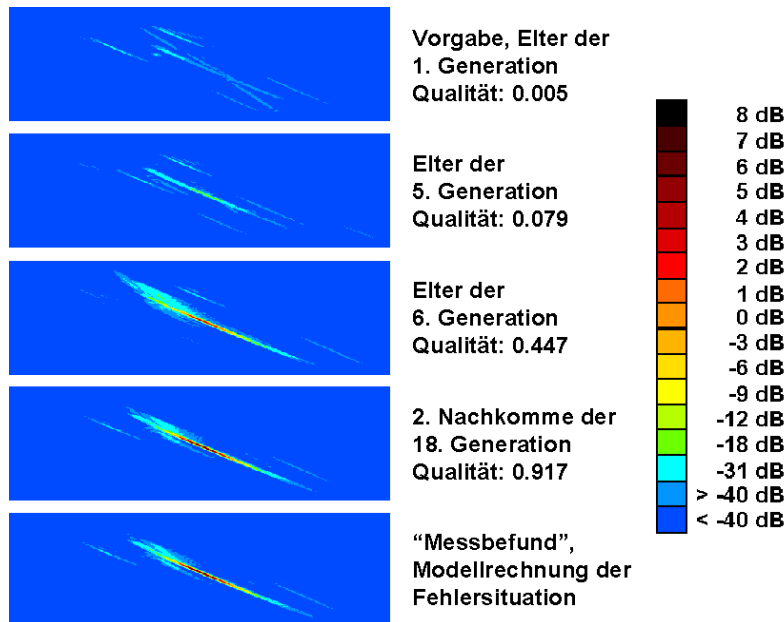 Vorgabe, Elter der
1. Generation
Qualität: 0.005
Elter der
5. Generation
Qualität: 0.079
Elter der
6. Generation
Qualität: 0.447
2. Nachkomme der
18. Generation
Qualität: 0.917
“Messbefund”,
Modellrechnung der
Fehlersituation
8 dB
7 dB
6 dB
5 dB
4 dB
3 dB
2 dB
1 dB
0 dB
-3 dB
-6 dB
-9 dB
-12 dB
-18 dB
-31 dB
> -40 dB
< -40 dB